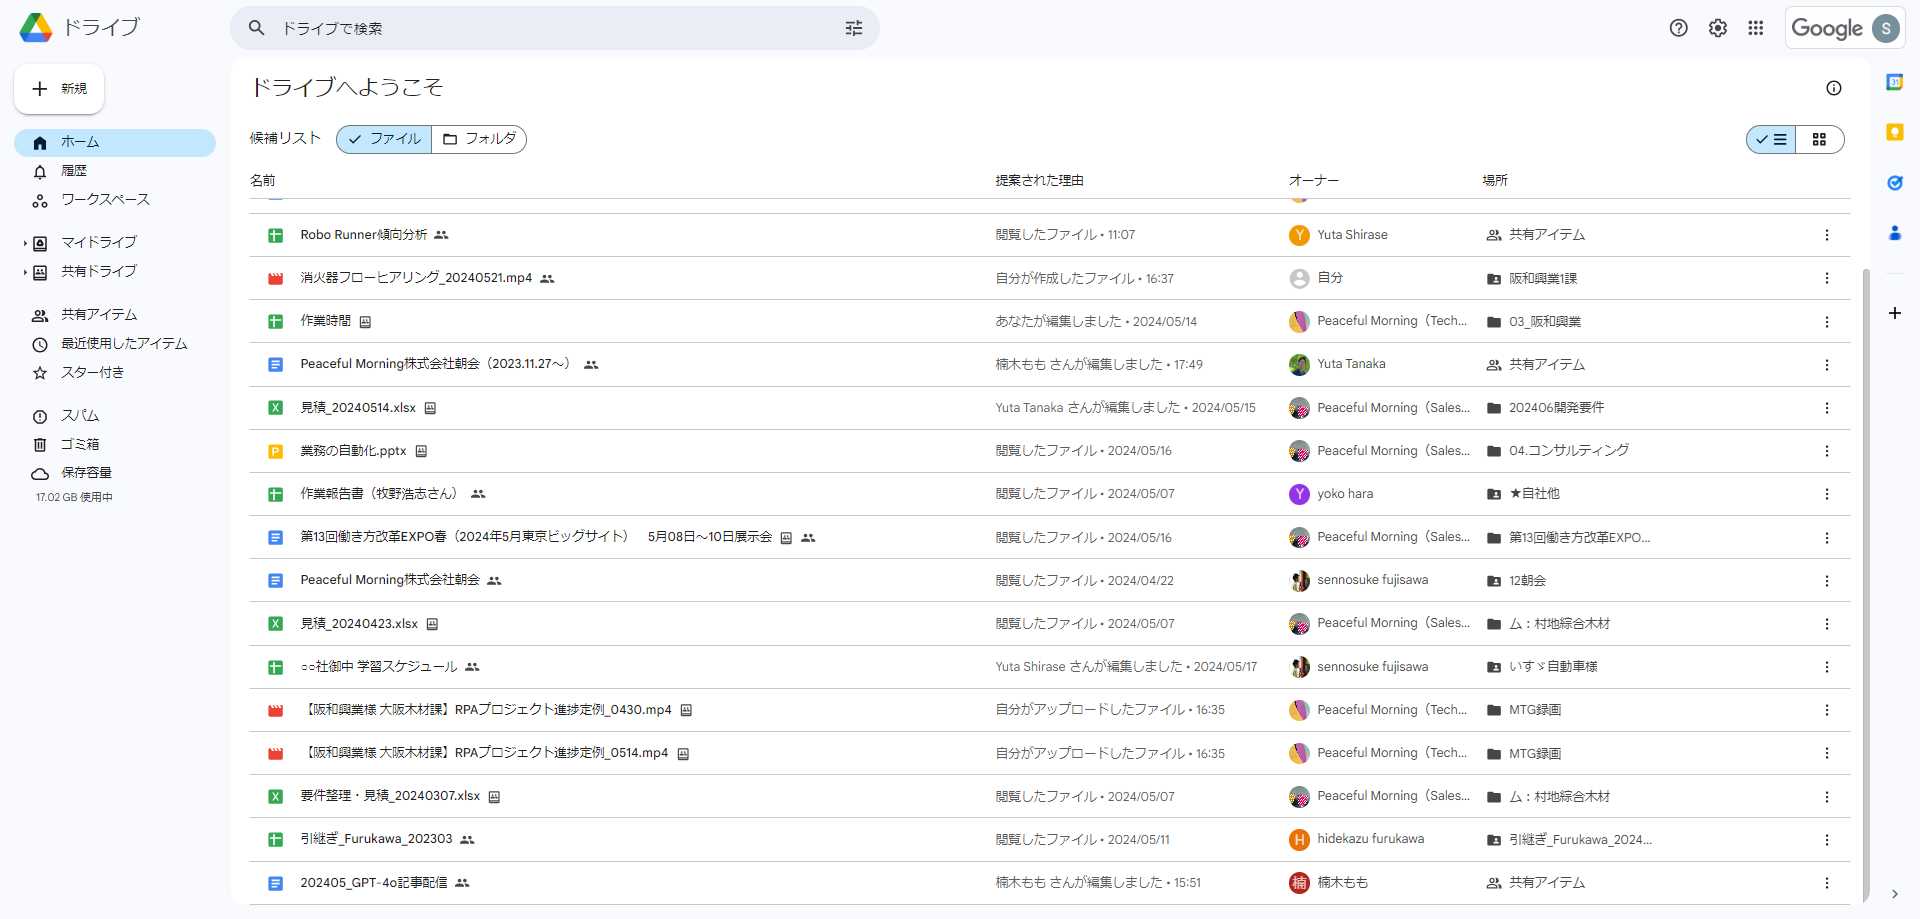 ドライブ
ドライブで検索
Google S
新規
ドライブへようこそ
候補リスト ファイル フォルダ
ホーム
履歴
ワークスペース
マイドライブ
共有ドライブ
共有アイテム
最近使用したアイテム
スター付き
スパム
ゴミ箱
保存容量
17.02 GB 使用中
名前 提案された理由 オーナー 場所
Robo Runner傾向分析 閲覧したファイル • 11:07 Y Yuta Shirase 共有アイテム
消火器フローヒアリング_20240521.mp4 自分が作成したファイル • 16:37 自分 阪和興業1課
作業時間 あなたが編集しました • 2024/05/14 Peaceful Morning（Tech... 03_阪和興業
Peaceful Morning株式会社朝会（2023.11.27～） 楠木もも さんが編集しました • 17:49 Yuta Tanaka 共有アイテム
X 見積_20240514.xlsx Yuta Tanaka さんが編集しました • 2024/05/15 Peaceful Morning（Sales... 202406開発要件
P 業務の自動化.pptx 閲覧したファイル • 2024/05/16 Peaceful Morning（Sales... 04.コンサルティング
作業報告書（牧野浩志さん） 閲覧したファイル • 2024/05/07 Y yoko hara ★自社他
第13回働き方改革EXPO春（2024年5月東京ビッグサイト） 5月08日～10日展示会 閲覧したファイル • 2024/05/16 Peaceful Morning（Sales... 第13回働き方改革EXPO...
Peaceful Morning株式会社朝会 閲覧したファイル • 2024/04/22 sennosuke fujisawa 12朝会
X 見積_20240423.xlsx 閲覧したファイル • 2024/05/07 Peaceful Morning（Sales... ム：村地綜合木材
○○社御中 学習スケジュール Yuta Shirase さんが編集しました • 2024/05/17 sennosuke fujisawa いすゞ自動車様
【阪和興業様 大阪木材課】RPAプロジェクト進捗定例_0430.mp4 自分がアップロードしたファイル • 16:35 Peaceful Morning（Tech... MTG録画
【阪和興業様 大阪木材課】RPAプロジェクト進捗定例_0514.mp4 自分がアップロードしたファイル • 16:35 Peaceful Morning（Tech... MTG録画
X 要件整理・見積_20240307.xlsx 閲覧したファイル • 2024/05/07 Peaceful Morning（Sales... ム：村地綜合木材
引継ぎ_Furukawa_202303 閲覧したファイル • 2024/05/11 H hidekazu furukawa 引継ぎ_Furukawa_2024...
202405_GPT-4o記事配信 楠木もも さんが編集しました • 15:51 楠 楠木もも 共有アイテム
31